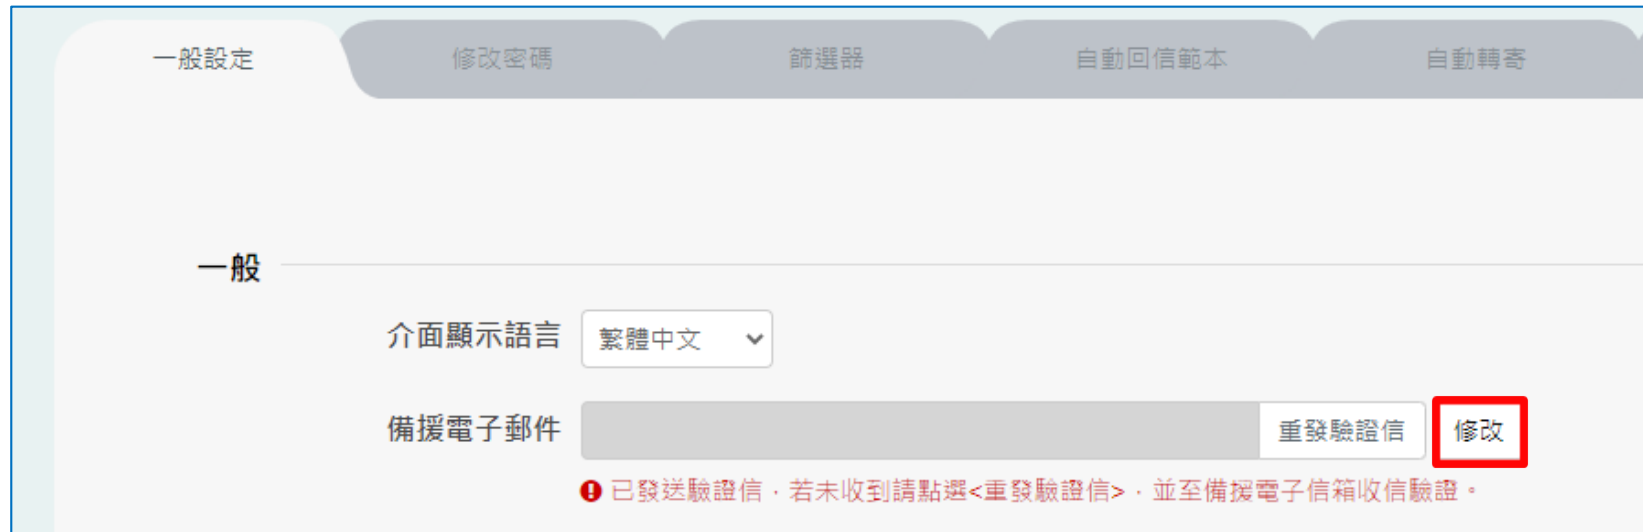 一般設定 修改密碼 篩選器 自動回信範本 自動轉寄
一般
介面顯示語言 繁體中文
備援電子郵件 重發驗證信 修改
已發送驗證信，若未收到請點選<重發驗證信>，並至備援電子信箱收信驗證。